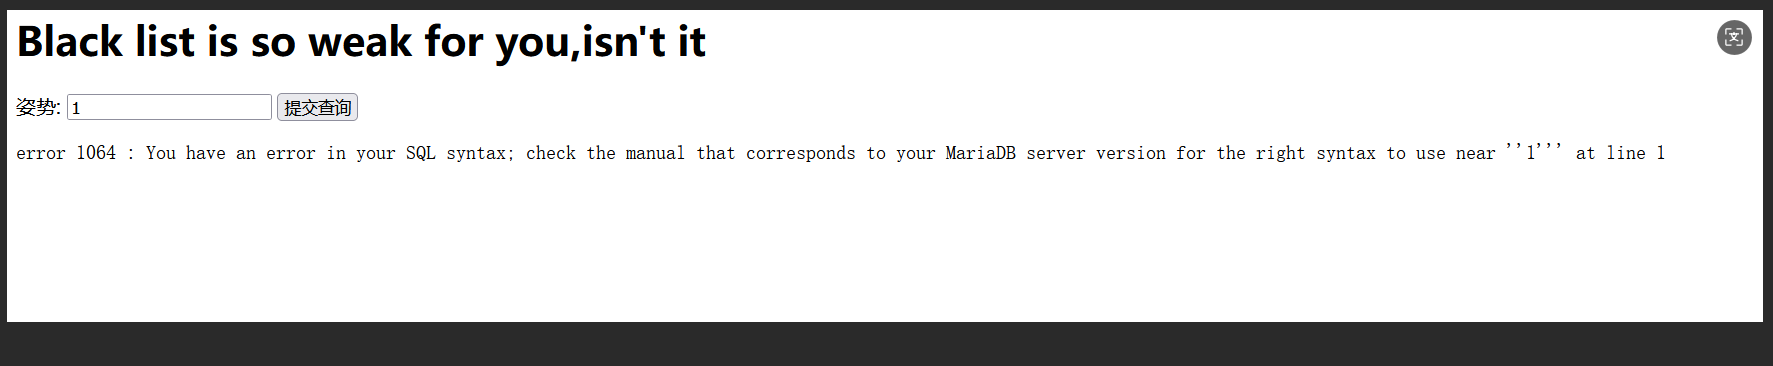 Black list is so weak for you,isn't it
姿势: 1 提交查询
error 1064 : You have an error in your SQL syntax; check the manual that corresponds to your MariaDB server version for the right syntax to use near ''1''' at line 1